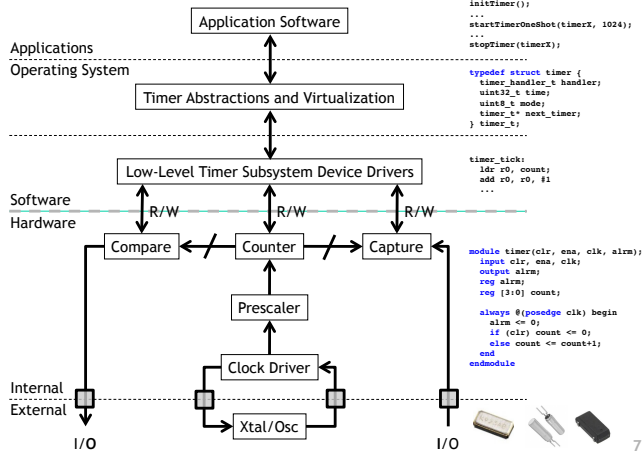 initTimer();
...
startTimerOneShot(timerX, 1024);
...
stopTimer(timerX);
Application Software
Applications
Operating System
typedef struct timer {
timer_handler_t handler;
uint32_t time;
uint8_t mode;
timer_t* next_timer;
} timer_t;
Timer Abstractions and Virtualization
timer_tick:
ldr r0, count;
add r0, r0, #1
...
Low-Level Timer Subsystem Device Drivers
Software
R/W R/W R/W
Hardware
Compare Counter Capture
module timer(clr, ena, clk, alrm);
input clr, ena, clk;
output alrm;
reg alrm;
reg [3:0] count;
always @(posedge clk) begin
alrm <= 0;
if (clr) count <= 0;
else count <= count+1;
end
endmodule
Prescaler
Clock Driver
Internal
External
Xtal/Osc
I/O I/O
7